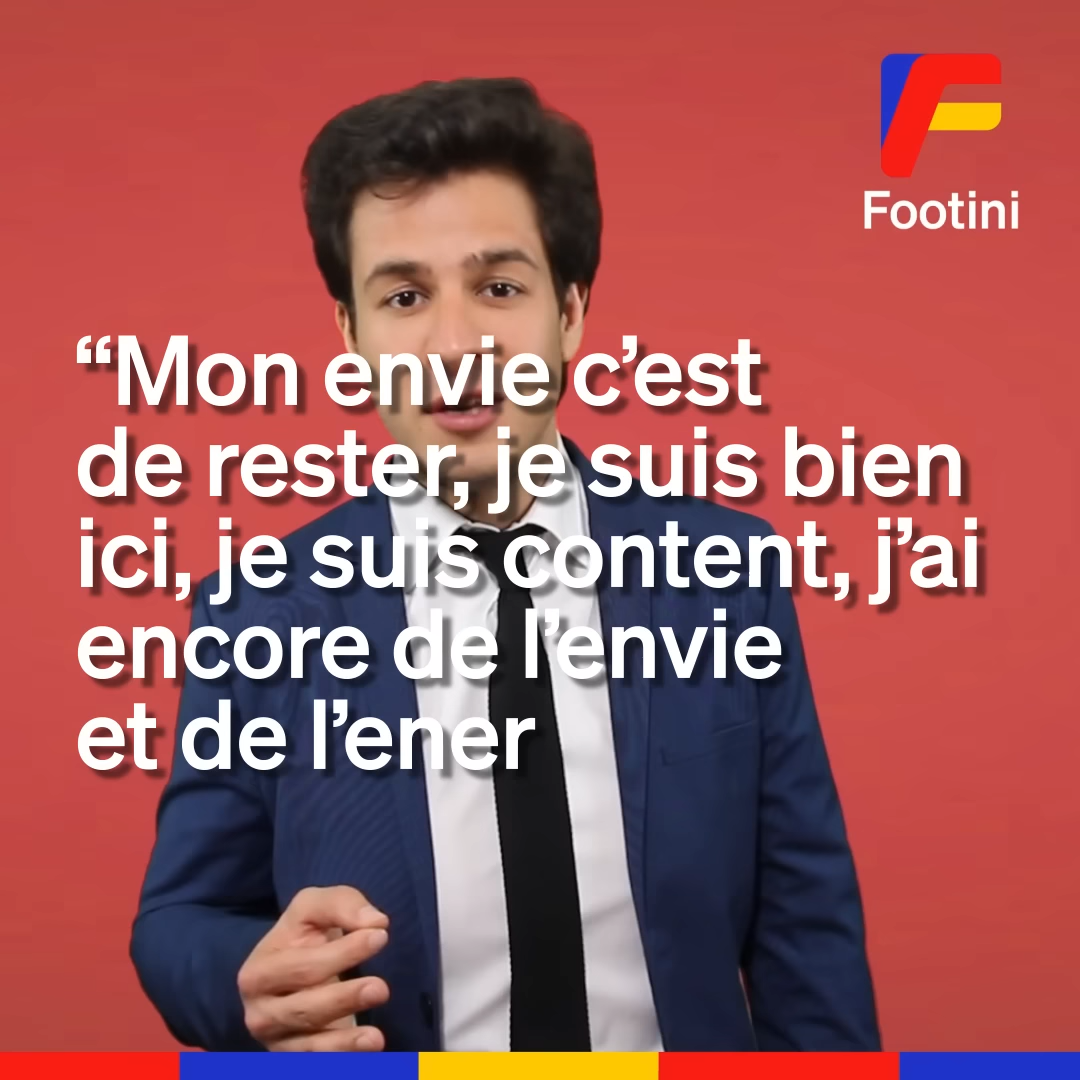 Footini
“Mon envie c’est
de rester, je suis bien
ici, je suis content, j’ai
encore de l’envie
et de l’ener